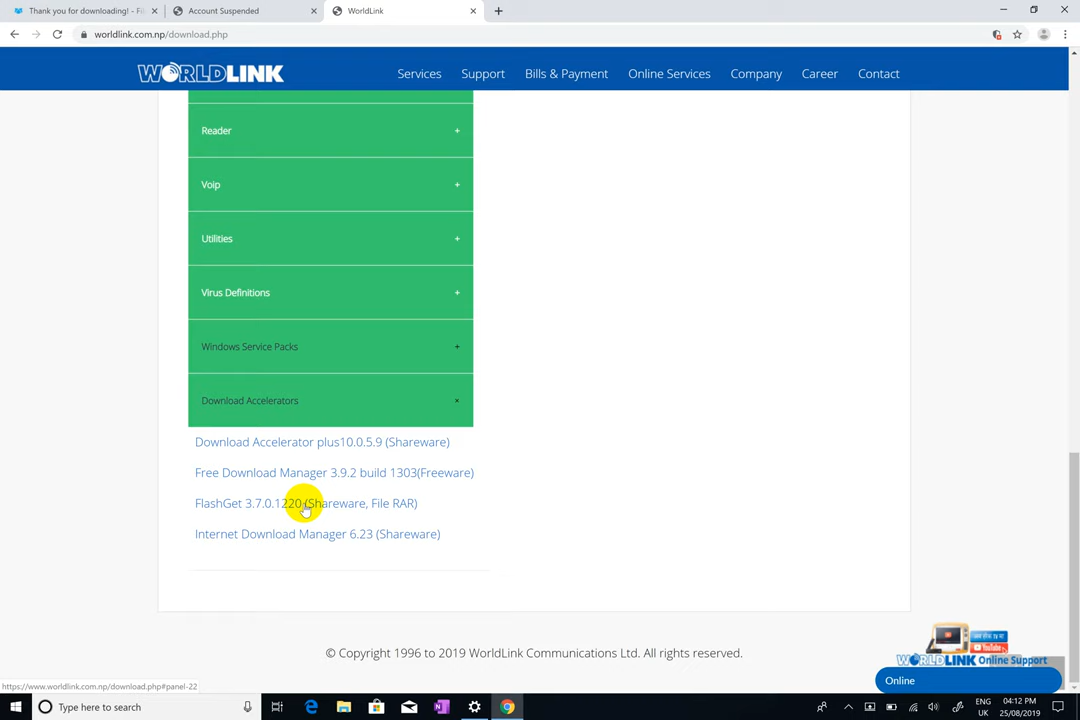 Thank you for downloading! - Fi
Account Suspended
WorldLink
worldlink.com.np/download.php
WORLDLINK
Services
Support
Bills & Payment
Online Services
Company
Career
Contact
Reader +
Voip +
Utilities +
Virus Definitions +
Windows Service Packs +
Download Accelerators ×
Download Accelerator plus10.0.5.9 (Shareware)
Free Download Manager 3.9.2 build 1303(Freeware)
FlashGet 3.7.0.1220 (Shareware, File RAR)
Internet Download Manager 6.23 (Shareware)
© Copyright 1996 to 2019 WorldLink Communications Ltd. All rights reserved.
YouTube
WORLDLINK Online Support
Online
https://www.worldlink.com.np/download.php#panel-22
Type here to search
ENG
UK
04:12 PM
25/08/2019